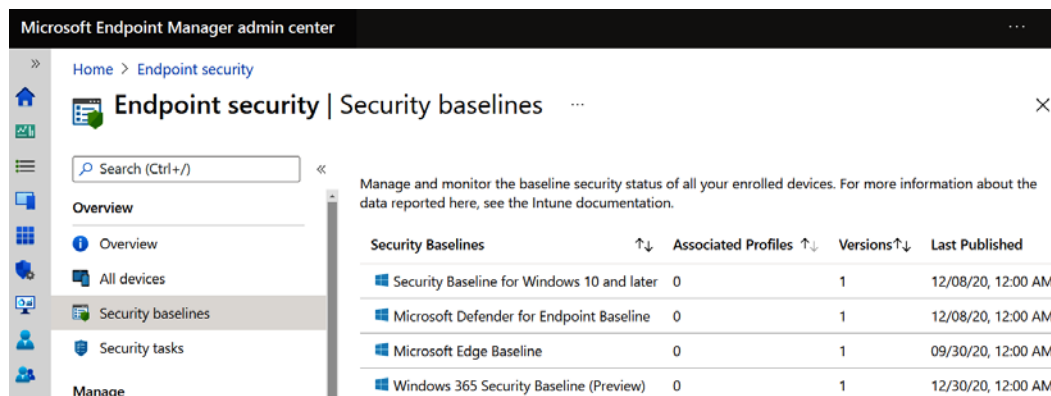 Microsoft Endpoint Manager admin center
Home > Endpoint security
Endpoint security | Security baselines
Search (Ctrl+/)
Overview
Overview
All devices
Security baselines
Security tasks
Manage
Manage and monitor the baseline security status of all your enrolled devices. For more information about the
data reported here, see the Intune documentation.
Security Baselines Associated Profiles Versions Last Published
Security Baseline for Windows 10 and later 0 1 12/08/20, 12:00 AM
Microsoft Defender for Endpoint Baseline 0 1 12/08/20, 12:00 AM
Microsoft Edge Baseline 0 1 09/30/20, 12:00 AM
Windows 365 Security Baseline (Preview) 0 1 12/30/20, 12:00 AM